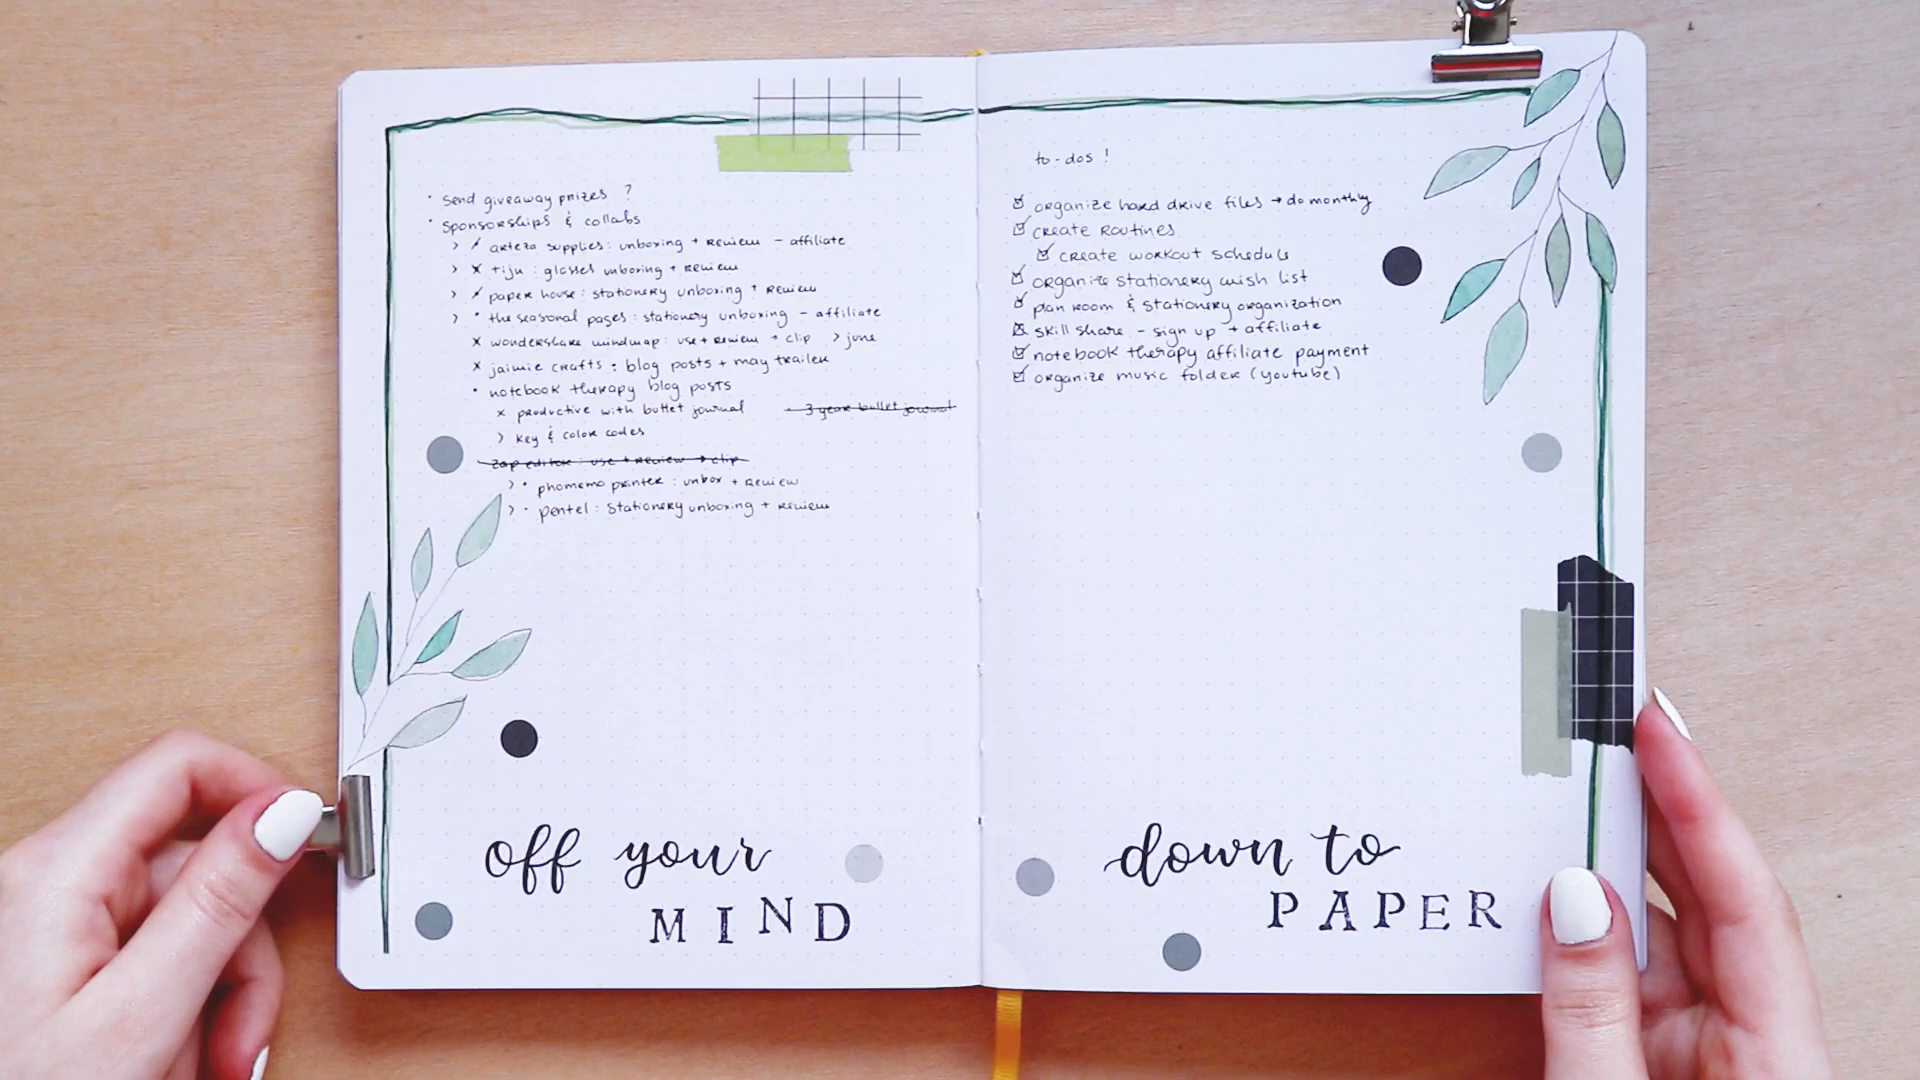 • Send giveaway prizes ?
• Sponsorships & collabs
> / arteza supplies: unboxing + Review - affiliate
> x tiju : glasses unboxing + Review
> / paper house: stationery unboxing + Review
> • the seasonal pages: stationery unboxing - affiliate
x wondershare mindmap: use + Review + clip > june
x jaimie crafts : blog posts + may trailer
• notebook therapy blog posts
x productive with bullet journal - 3 year bullet journal
> Key & color codes
Zap editor : use + Review → clip
> • phomemo printer : unbox + Review
> • pentel : Stationery unboxing + Review
off your
MIND
to-dos !
☑ organize hard drive files → do monthly
☑ create Routines
☑ create workout schedule
☑ organize stationery wish list
☑ plan room & stationery organization
☒ skill share - sign up + affiliate
☑ notebook therapy affiliate payment
☑ organize music folder (youtube)
down to
PAPER